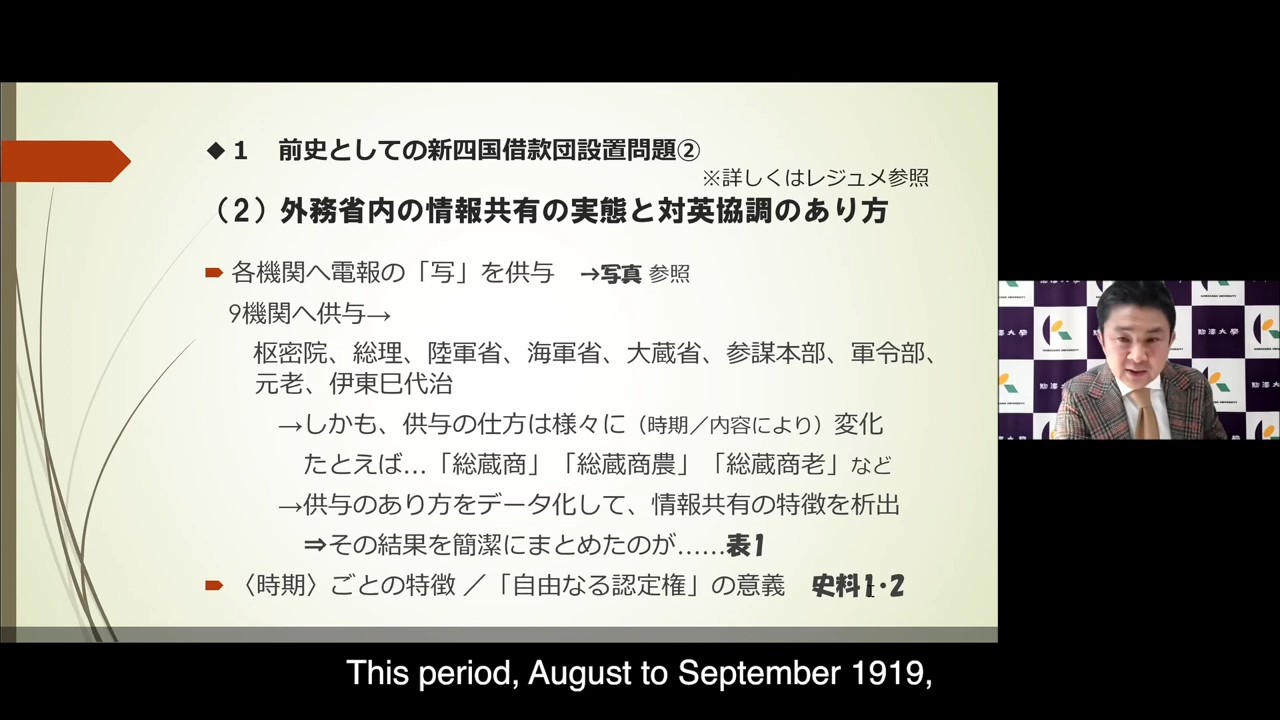 ◆１　前史としての新四国借款団設置問題②
※詳しくはレジュメ参照
（２）外務省内の情報共有の実態と対英協調のあり方
各機関へ電報の「写」を供与　→写真 参照
9機関へ供与→
枢密院、総理、陸軍省、海軍省、大蔵省、参謀本部、軍令部、
元老、伊東巳代治
→しかも、供与の仕方は様々に（時期／内容により）変化
たとえば…「総蔵商」「総蔵商農」「総蔵商老」など
→供与のあり方をデータ化して、情報共有の特徴を析出
⇒その結果を簡潔にまとめたのが……表1
〈時期〉ごとの特徴 ／「自由なる認定権」の意義　史料1・2
駒澤大學
KOMAZAWA UNIVERSITY
This period, August to September 1919,